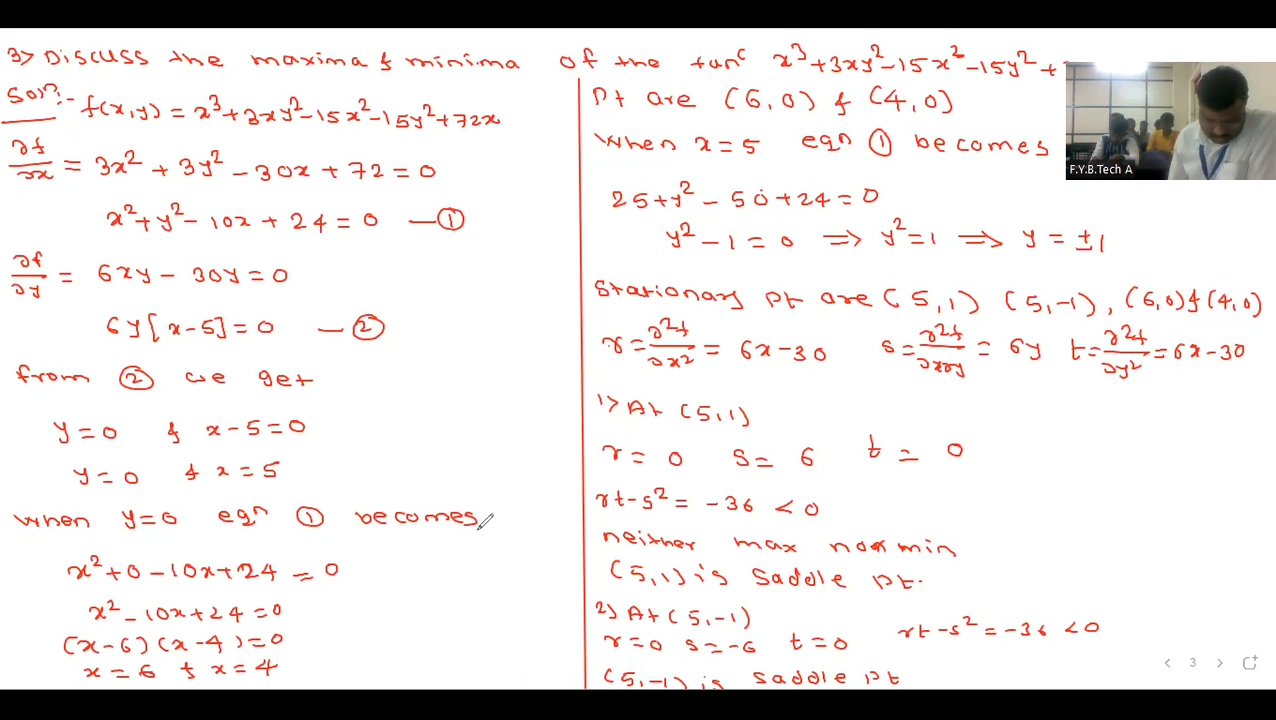 3> Discuss the maxima & minima of the funᶜ x³+3xy²-15x²-15y²+7
Solⁿ:- f(x,y) = x³+3xy²-15x²-15y²+72x
∂f/∂x = 3x² + 3y² - 30x + 72 = 0
x²+y²-10x+24 = 0 —①
∂f/∂y = 6xy - 30y = 0
6y[x-5] = 0 —②
from ② we get
y=0 & x-5=0
y=0 & x=5
when y=0 eqⁿ ① becomes
x²+0-10x+24 = 0
x²-10x+24=0
(x-6)(x-4)=0
x=6 & x=4
pt are (6,0) & (4,0)
when x=5 eqⁿ ① becomes
25+y²-50+24=0
y²-1=0 ⇒ y²=1 ⇒ y=±1
stationary pt are (5,1) (5,-1), (6,0)&(4,0)
r=∂²f/∂x² = 6x-30 s=∂²f/∂x∂y = 6y t=∂²f/∂y²=6x-30
1> At (5,1)
r= 0 s= 6 t= 0
rt-s² = -36 <0
neither max nor min
(5,1) is saddle pt.
2) At (5,-1)
r=0 s=-6 t=0 rt-s²=-36 <0
(5,-1) is saddle pt
F.Y.B.Tech A
< 3 >